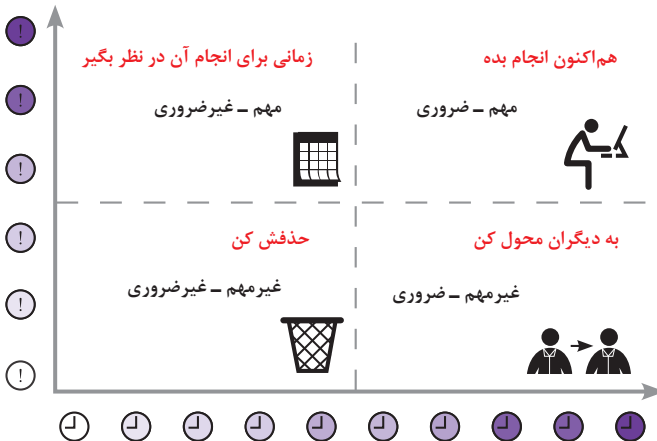 هم‌اکنون انجام بده
مهم ـ ضروری
زمانی برای انجام آن در نظر بگیر
مهم ـ غیرضروری
به دیگران محول کن
غیرمهم ـ ضروری
حذفش کن
غیرمهم ـ غیرضروری
!
!
!
!
!
!